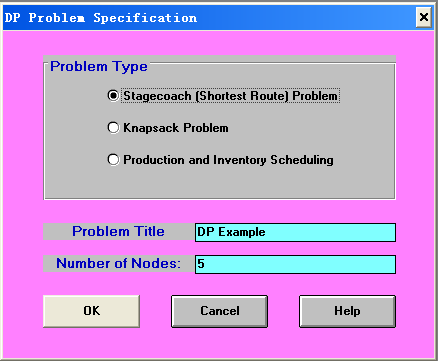 DP Problem Specification
Problem Type
Stagecoach (Shortest Route) Problem
Knapsack Problem
Production and Inventory Scheduling
Problem Title DP Example
Number of Nodes: 5
OK Cancel Help